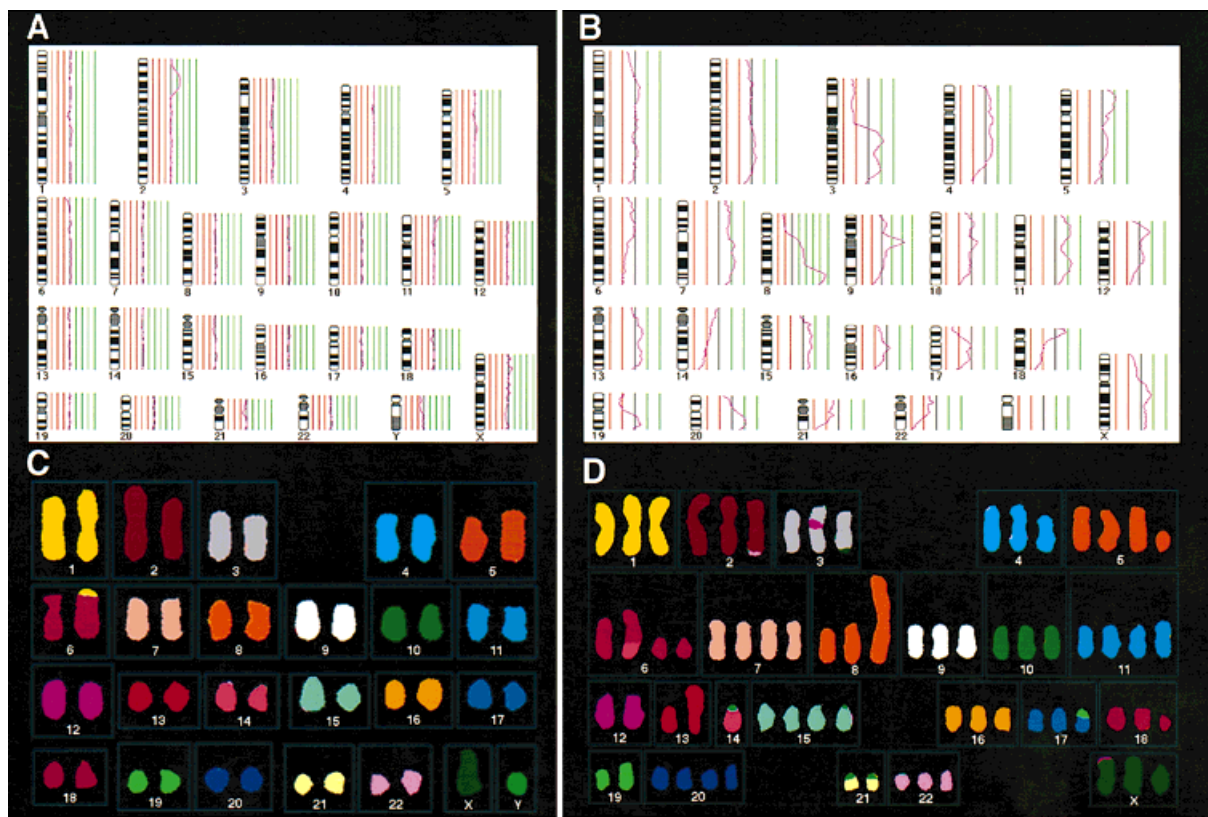 A
1 2 3 4 5
6 7 8 9 10 11 12
13 14 15 16 17 18
19 20 21 22 Y X
B
1 2 3 4 5
6 7 8 9 10 11 12
13 14 15 16 17 18
19 20 21 22 X
C
1 2 3 4 5
6 7 8 9 10 11
12 13 14 15 16 17
18 19 20 21 22 X Y
D
1 2 3 4 5
6 7 8 9 10 11
12 13 14 15 16 17 18
19 20 21 22 X